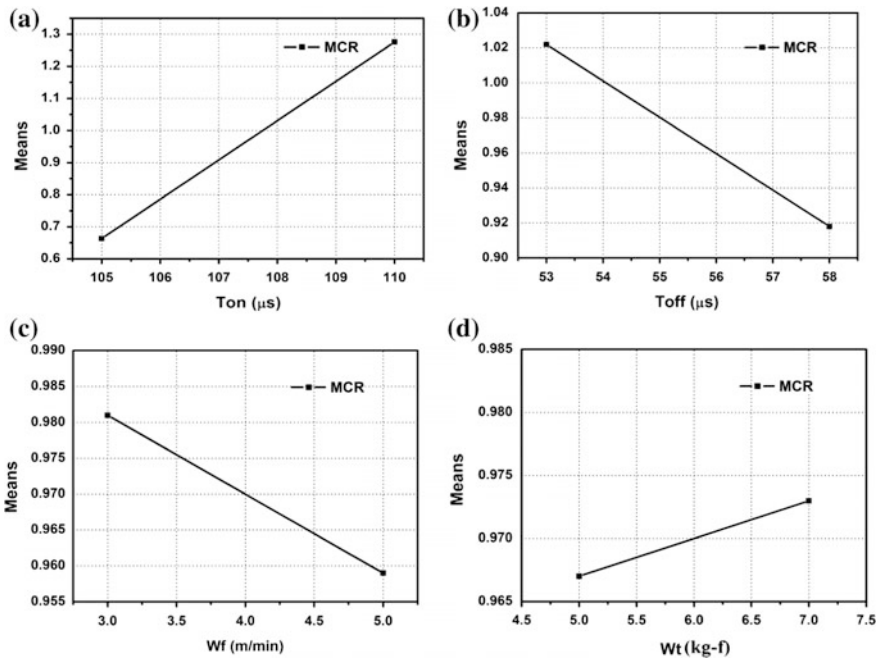 (a)
MCR
Means
1.3
1.2
1.1
1.0
0.9
0.8
0.7
0.6
105 106 107 108 109 110
Ton (μs)
(b)
MCR
Means
1.04
1.02
1.00
0.98
0.96
0.94
0.92
0.90
53 54 55 56 57 58
Toff (μs)
(c)
MCR
Means
0.990
0.985
0.980
0.975
0.970
0.965
0.960
0.955
3.0 3.5 4.0 4.5 5.0
Wf (m/min)
(d)
MCR
Means
0.985
0.980
0.975
0.970
0.965
4.5 5.0 5.5 6.0 6.5 7.0 7.5
Wt (kg-f)